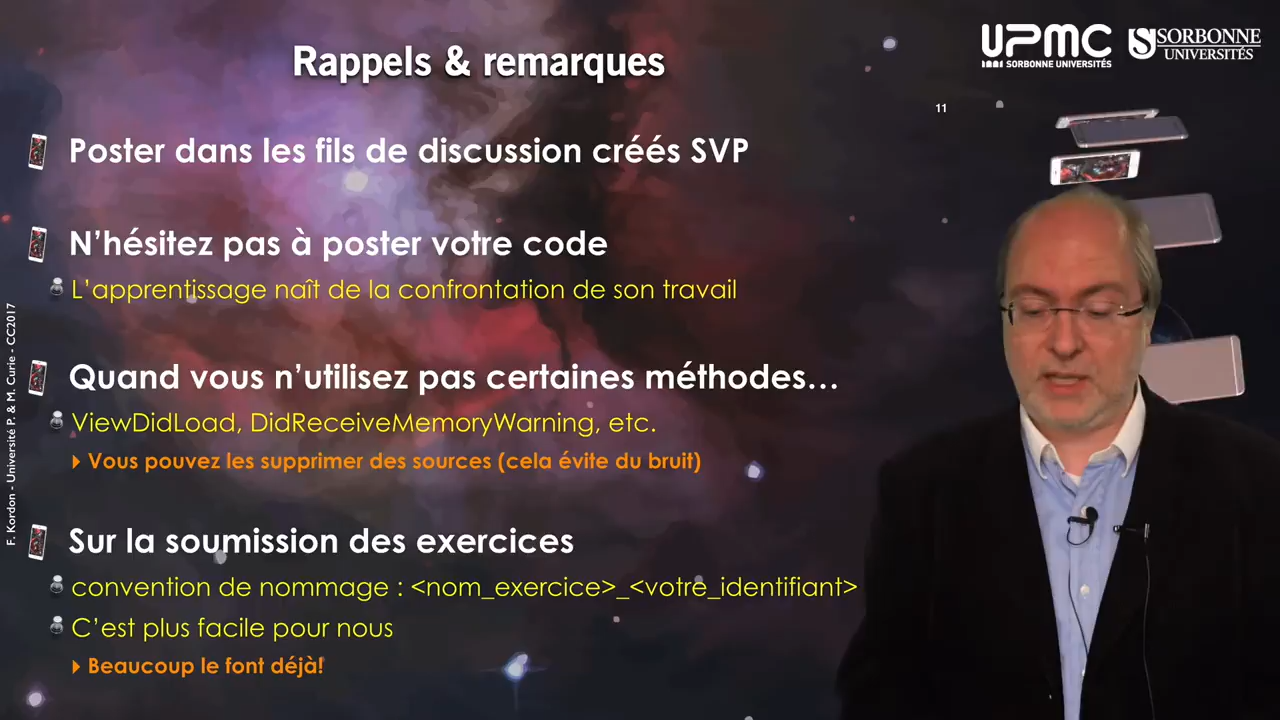 Rappels & remarques
UPMC
SORBONNE UNIVERSITÉS
SORBONNE
UNIVERSITÉS
11
Poster dans les fils de discussion créés SVP
N’hésitez pas à poster votre code
L’apprentissage naît de la confrontation de son travail
Quand vous n’utilisez pas certaines méthodes…
ViewDidLoad, DidReceiveMemoryWarning, etc.
Vous pouvez les supprimer des sources (cela évite du bruit)
Sur la soumission des exercices
convention de nommage : <nom_exercice>_<votre_identifiant>
C’est plus facile pour nous
Beaucoup le font déjà!
F. Kordon - Université P. & M. Curie - CC2017